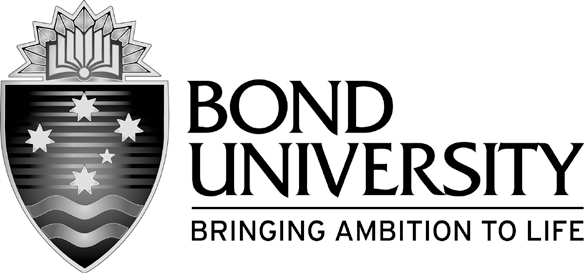 BOND
UNIVERSITY
BRINGING AMBITION TO LIFE